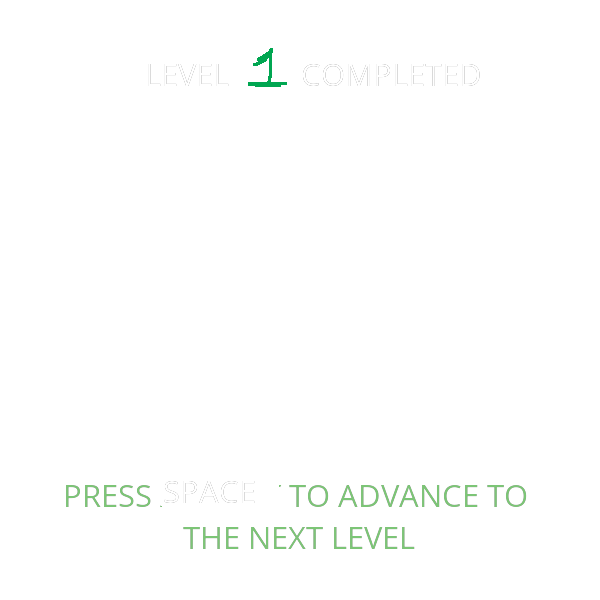 LEVEL 1 COMPLETED
PRESS SPACE TO ADVANCE TO
THE NEXT LEVEL